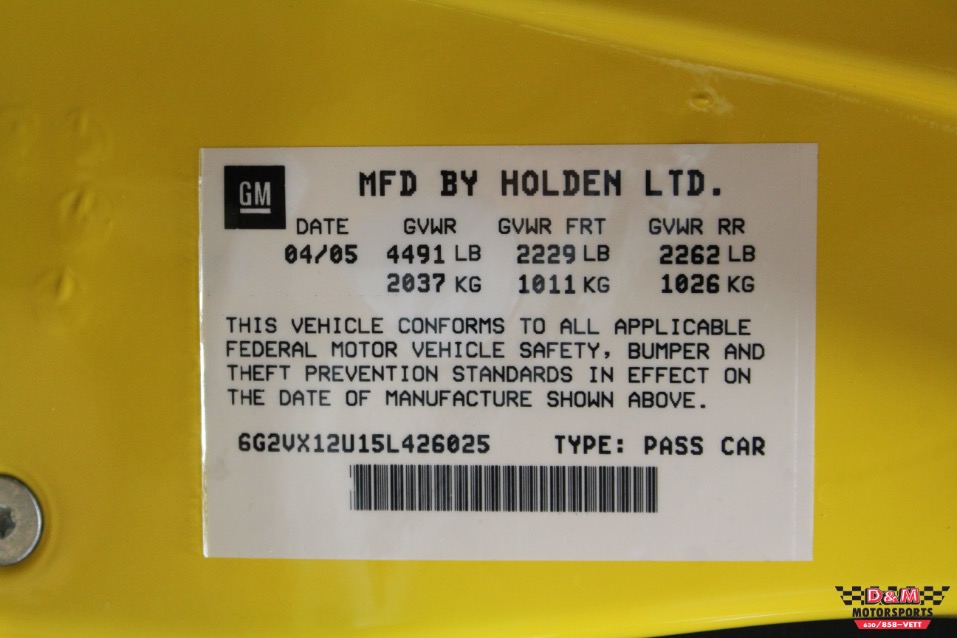 GM
MFD BY HOLDEN LTD.
DATE GVWR GVWR FRT GVWR RR
04/05 4491 LB 2229 LB 2262 LB
2037 KG 1011 KG 1026 KG
THIS VEHICLE CONFORMS TO ALL APPLICABLE
FEDERAL MOTOR VEHICLE SAFETY, BUMPER AND
THEFT PREVENTION STANDARDS IN EFFECT ON
THE DATE OF MANUFACTURE SHOWN ABOVE.
6G2VX12U15L426025 TYPE: PASS CAR
D&M
MOTORSPORTS
630/858-VETT